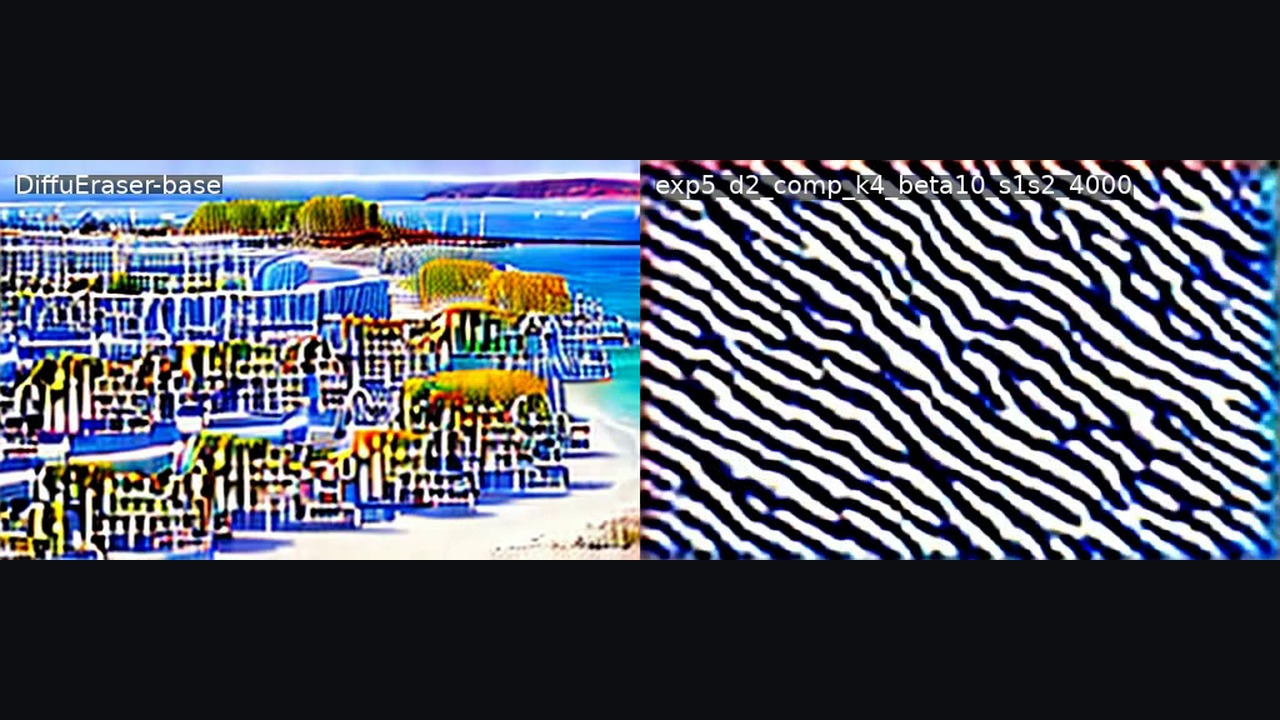 DiffuEraser-base
exp5_d2_comp_k4_beta10_s1s2_4000